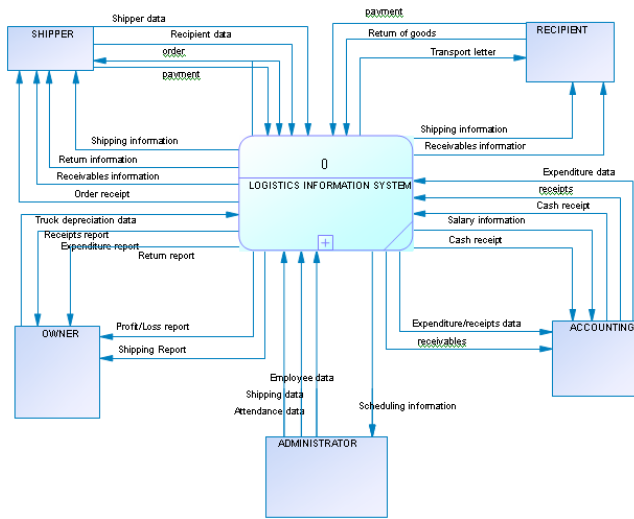 Shipper data
SHIPPER
Recipient data
order
payment
payment
Return of goods
RECIPIENT
Transport letter
Shipping information
Return information
Receivables information
Order receipt
Shipping information
Receivables informatior
0
LOGISTICS INFORMATION SYSTEM
Expenditure data
receipts
Cash receipt
Salary information
Cash receipt
Truck depreciation data
Receipts report
Expenditure report
Return report
OWNER
Profit/Loss report
Shipping Report
Expenditure/receipts data
receivables
ACCOUNTING
Employee data
Shipping data
Attendance data
Scheduling information
ADMINISTRATOR